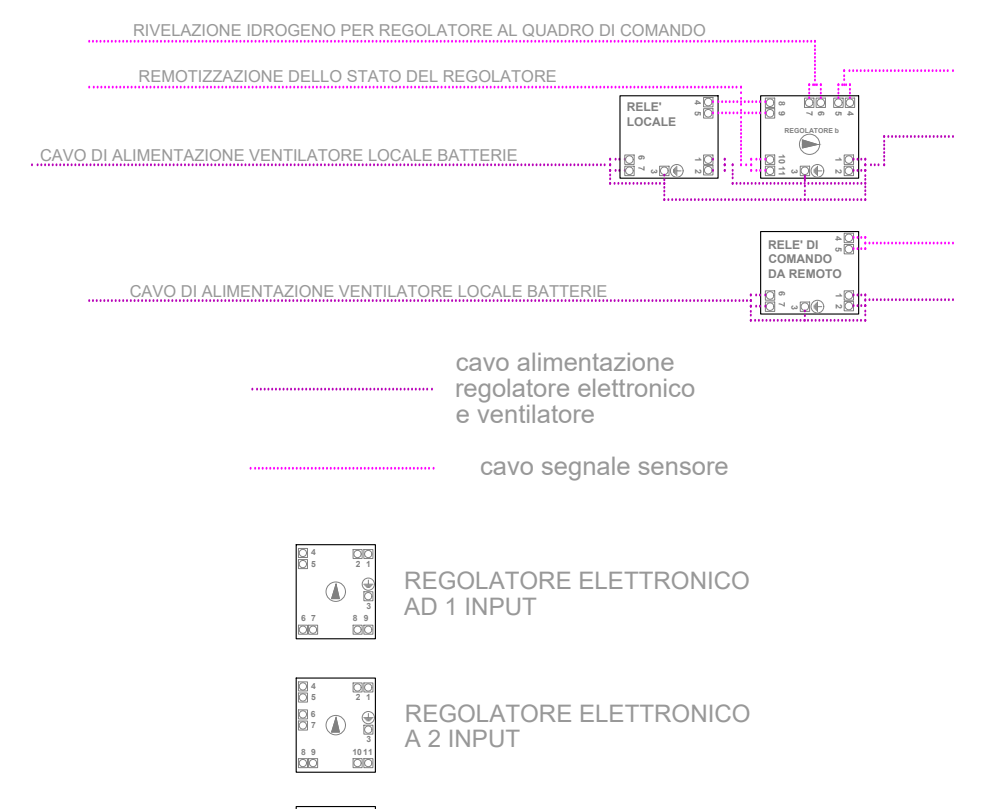 RIVELAZIONE IDROGENO PER REGOLATORE AL QUADRO DI COMANDO
REMOTIZZAZIONE DELLO STATO DEL REGOLATORE
RELE'
LOCALE
4
5
6
7
3
1
2
8
9
7
6
5
4
REGOLATORE b
10
11
3
1
2
CAVO DI ALIMENTAZIONE VENTILATORE LOCALE BATTERIE
RELE' DI
COMANDO
DA REMOTO
4
5
6
7
3
1
2
CAVO DI ALIMENTAZIONE VENTILATORE LOCALE BATTERIE
cavo alimentazione
regolatore elettronico
e ventilatore
cavo segnale sensore
4
5
2 1
3
6 7
8 9
REGOLATORE ELETTRONICO
AD 1 INPUT
4
5
2 1
6
7
3
8 9
10 11
REGOLATORE ELETTRONICO
A 2 INPUT